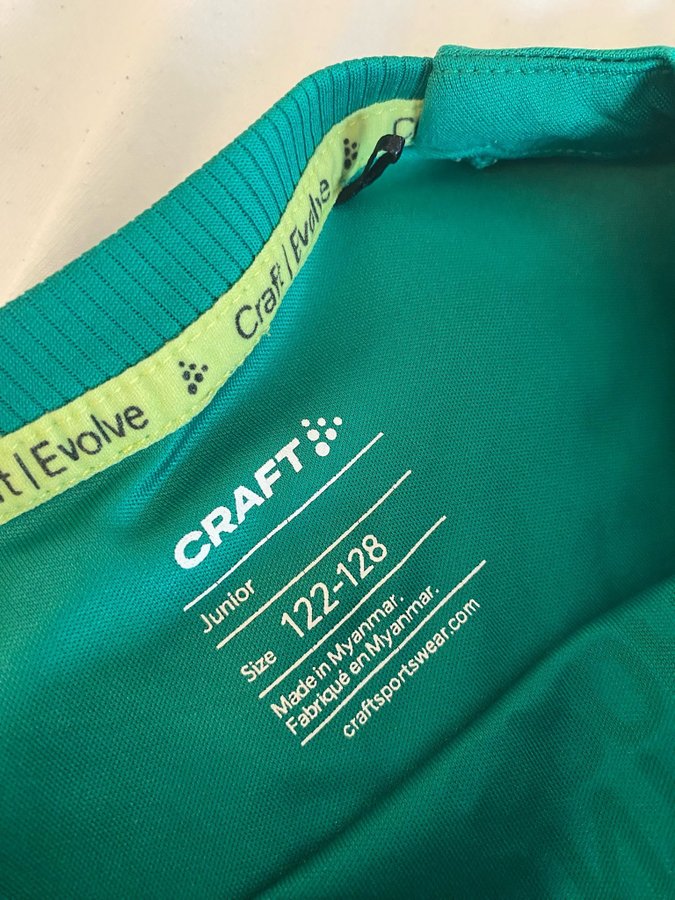 Craft | Evolve
t | Evolve
CRAFT
Junior
Size 122-128
Made in Myanmar.
Fabriqué en Myanmar.
craftsportswear.com